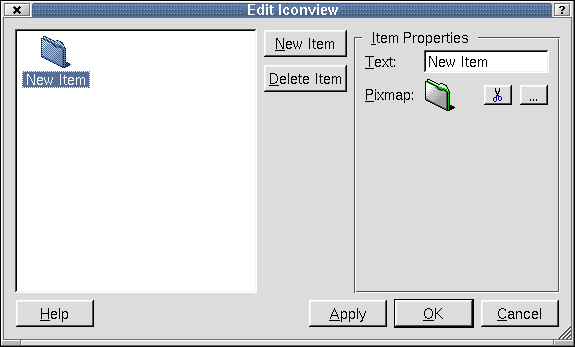 Edit Iconview
?
New Item
New Item
Delete Item
Item Properties
Text: New Item
Pixmap: ...
Help Apply OK Cancel